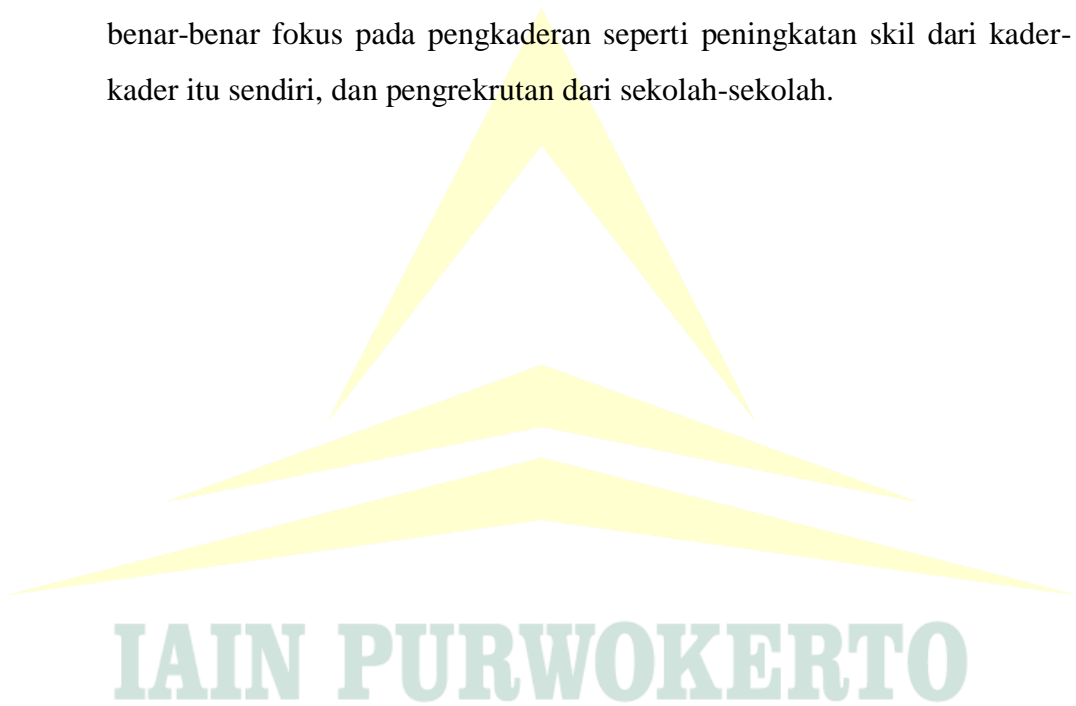 benar-benar fokus pada pengkaderan seperti peningkatan skil dari kader-
kader itu sendiri, dan pengrekrutan dari sekolah-sekolah.
IAIN PURWOKERTO